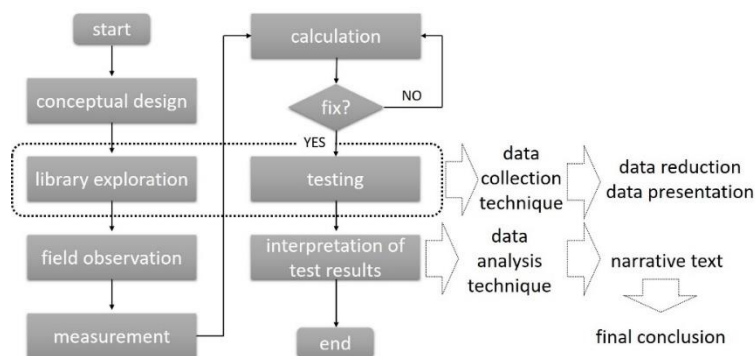 start
conceptual design
library exploration
field observation
measurement
calculation
fix?
NO
YES
testing
interpretation of
test results
end
data
collection
technique
data reduction
data presentation
data
analysis
technique
narrative text
final conclusion